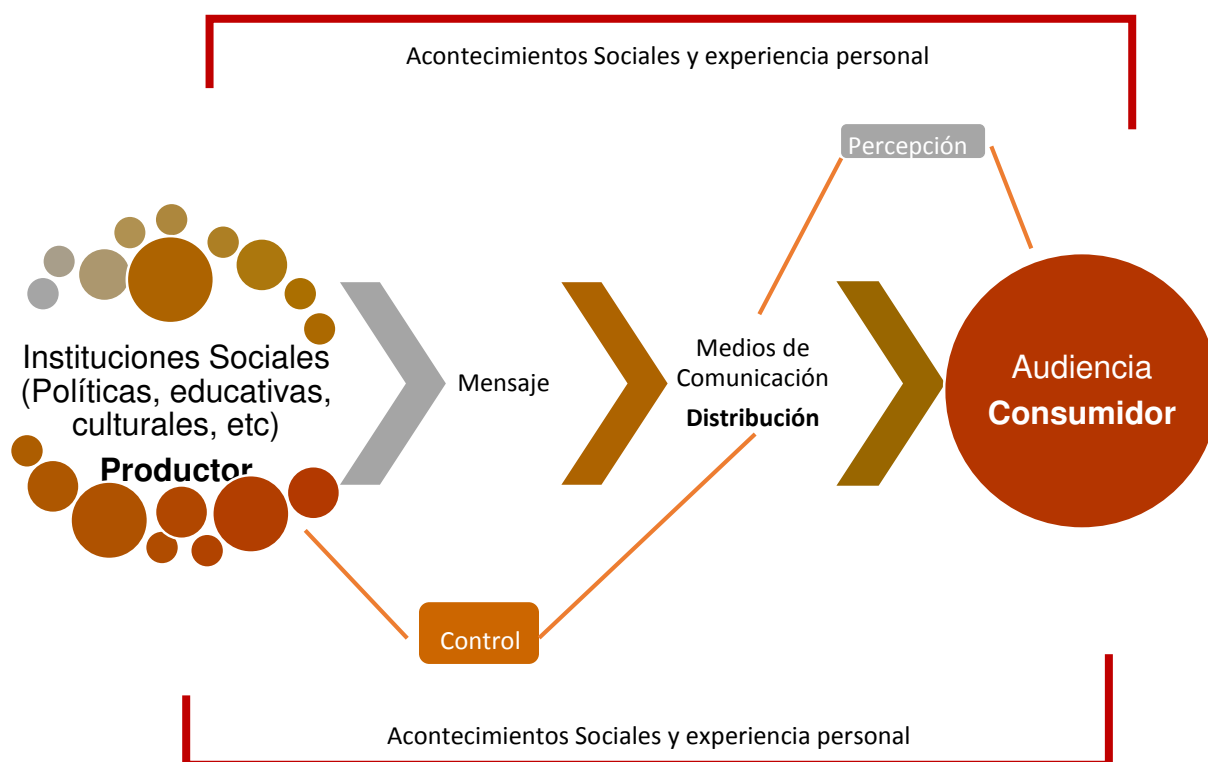 Acontecimientos Sociales y experiencia personal
Percepción
Instituciones Sociales
(Políticas, educativas,
culturales, etc)
Productor
Mensaje
Medios de
Comunicación
Distribución
Audiencia
Consumidor
Control
Acontecimientos Sociales y experiencia personal